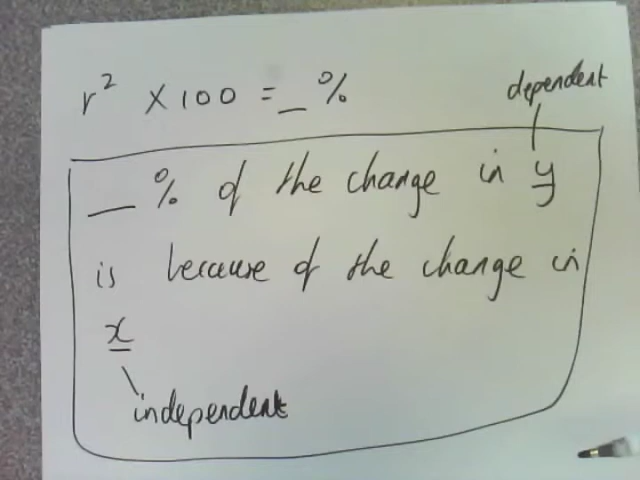 r² × 100 = _ %
dependent
_ % of the change in y
is because of the change in
x
independent